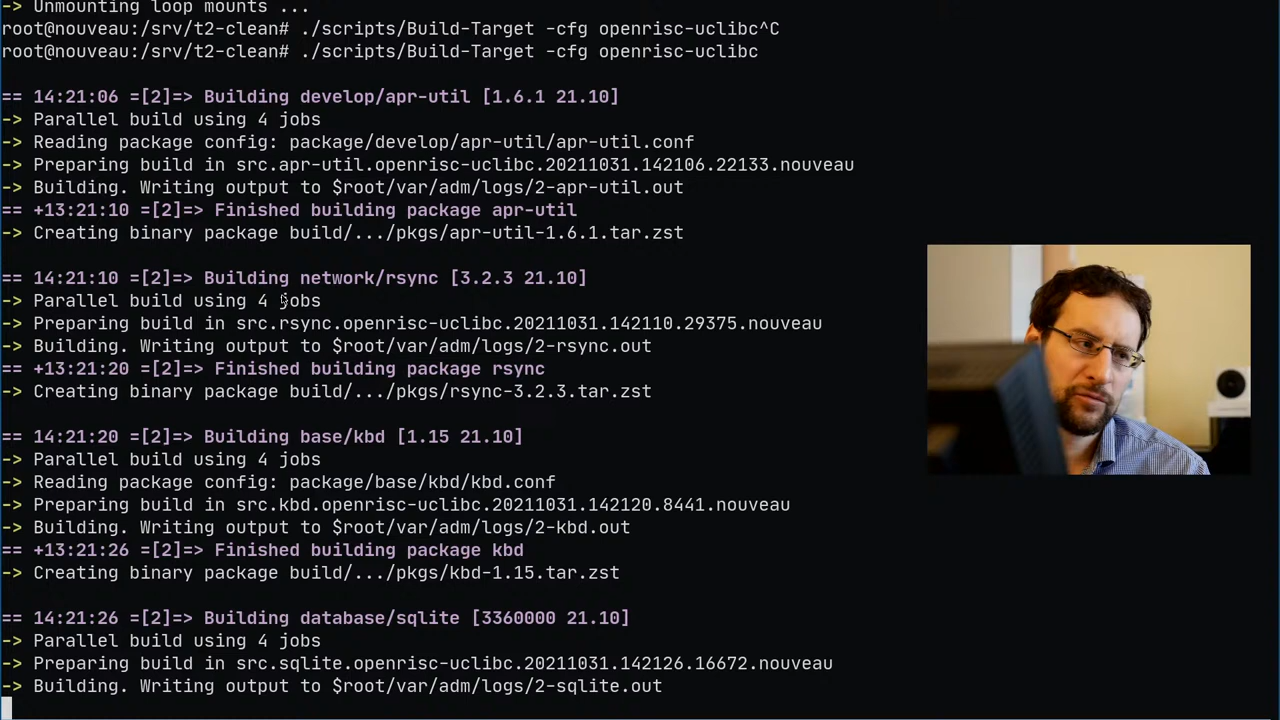 -> Unmounting loop mounts ...
root@nouveau:/srv/t2-clean# ./scripts/Build-Target -cfg openrisc-uclibc^C
root@nouveau:/srv/t2-clean# ./scripts/Build-Target -cfg openrisc-uclibc
== 14:21:06 =[2]=> Building develop/apr-util [1.6.1 21.10]
-> Parallel build using 4 jobs
-> Reading package config: package/develop/apr-util/apr-util.conf
-> Preparing build in src.apr-util.openrisc-uclibc.20211031.142106.22133.nouveau
-> Building. Writing output to $root/var/adm/logs/2-apr-util.out
== +13:21:10 =[2]=> Finished building package apr-util
-> Creating binary package build/.../pkgs/apr-util-1.6.1.tar.zst
== 14:21:10 =[2]=> Building network/rsync [3.2.3 21.10]
-> Parallel build using 4 jobs
-> Preparing build in src.rsync.openrisc-uclibc.20211031.142110.29375.nouveau
-> Building. Writing output to $root/var/adm/logs/2-rsync.out
== +13:21:20 =[2]=> Finished building package rsync
-> Creating binary package build/.../pkgs/rsync-3.2.3.tar.zst
== 14:21:20 =[2]=> Building base/kbd [1.15 21.10]
-> Parallel build using 4 jobs
-> Reading package config: package/base/kbd/kbd.conf
-> Preparing build in src.kbd.openrisc-uclibc.20211031.142120.8441.nouveau
-> Building. Writing output to $root/var/adm/logs/2-kbd.out
== +13:21:26 =[2]=> Finished building package kbd
-> Creating binary package build/.../pkgs/kbd-1.15.tar.zst
== 14:21:26 =[2]=> Building database/sqlite [3360000 21.10]
-> Parallel build using 4 jobs
-> Preparing build in src.sqlite.openrisc-uclibc.20211031.142126.16672.nouveau
-> Building. Writing output to $root/var/adm/logs/2-sqlite.out